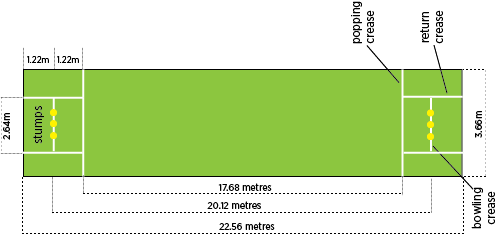 popping
crease
return
crease
1.22m
1.22m
2.64m
stumps
3.66m
17.68 metres
20.12 metres
22.56 metres
bowling
crease